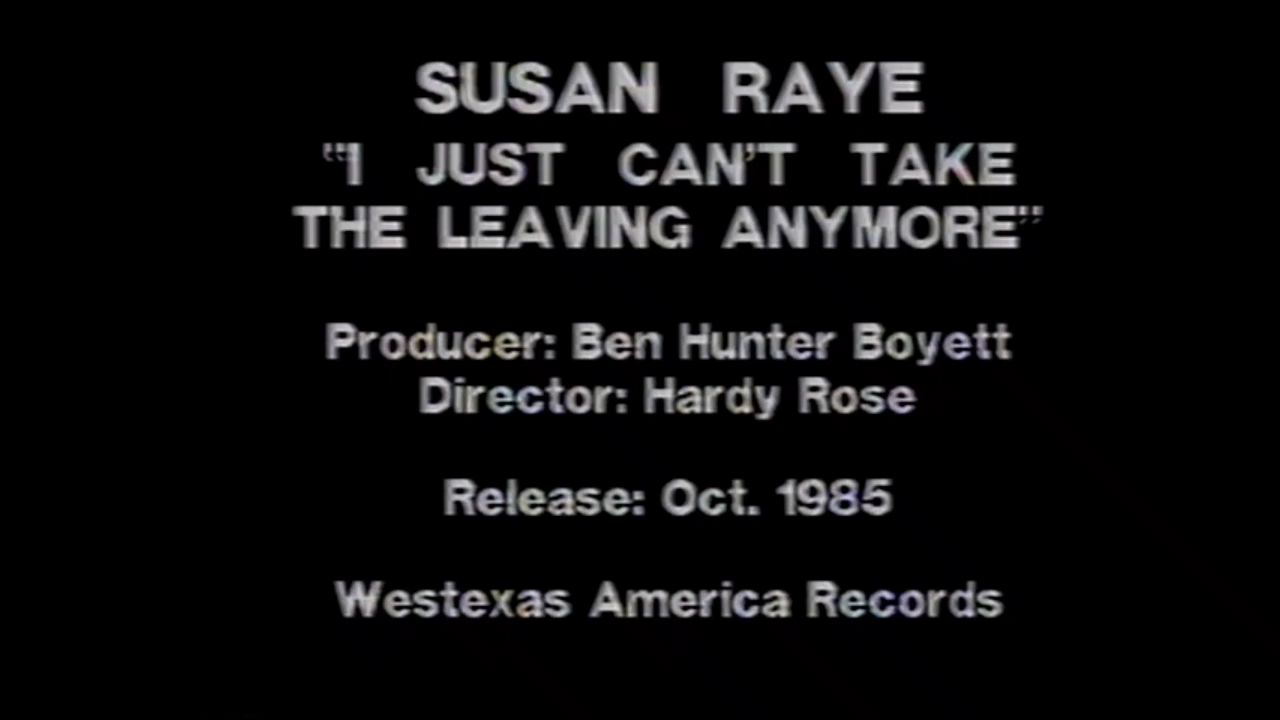 SUSAN RAYE
"I JUST CAN'T TAKE
THE LEAVING ANYMORE"
Producer: Ben Hunter Boyett
Director: Hardy Rose
Release: Oct. 1985
Westexas America Records